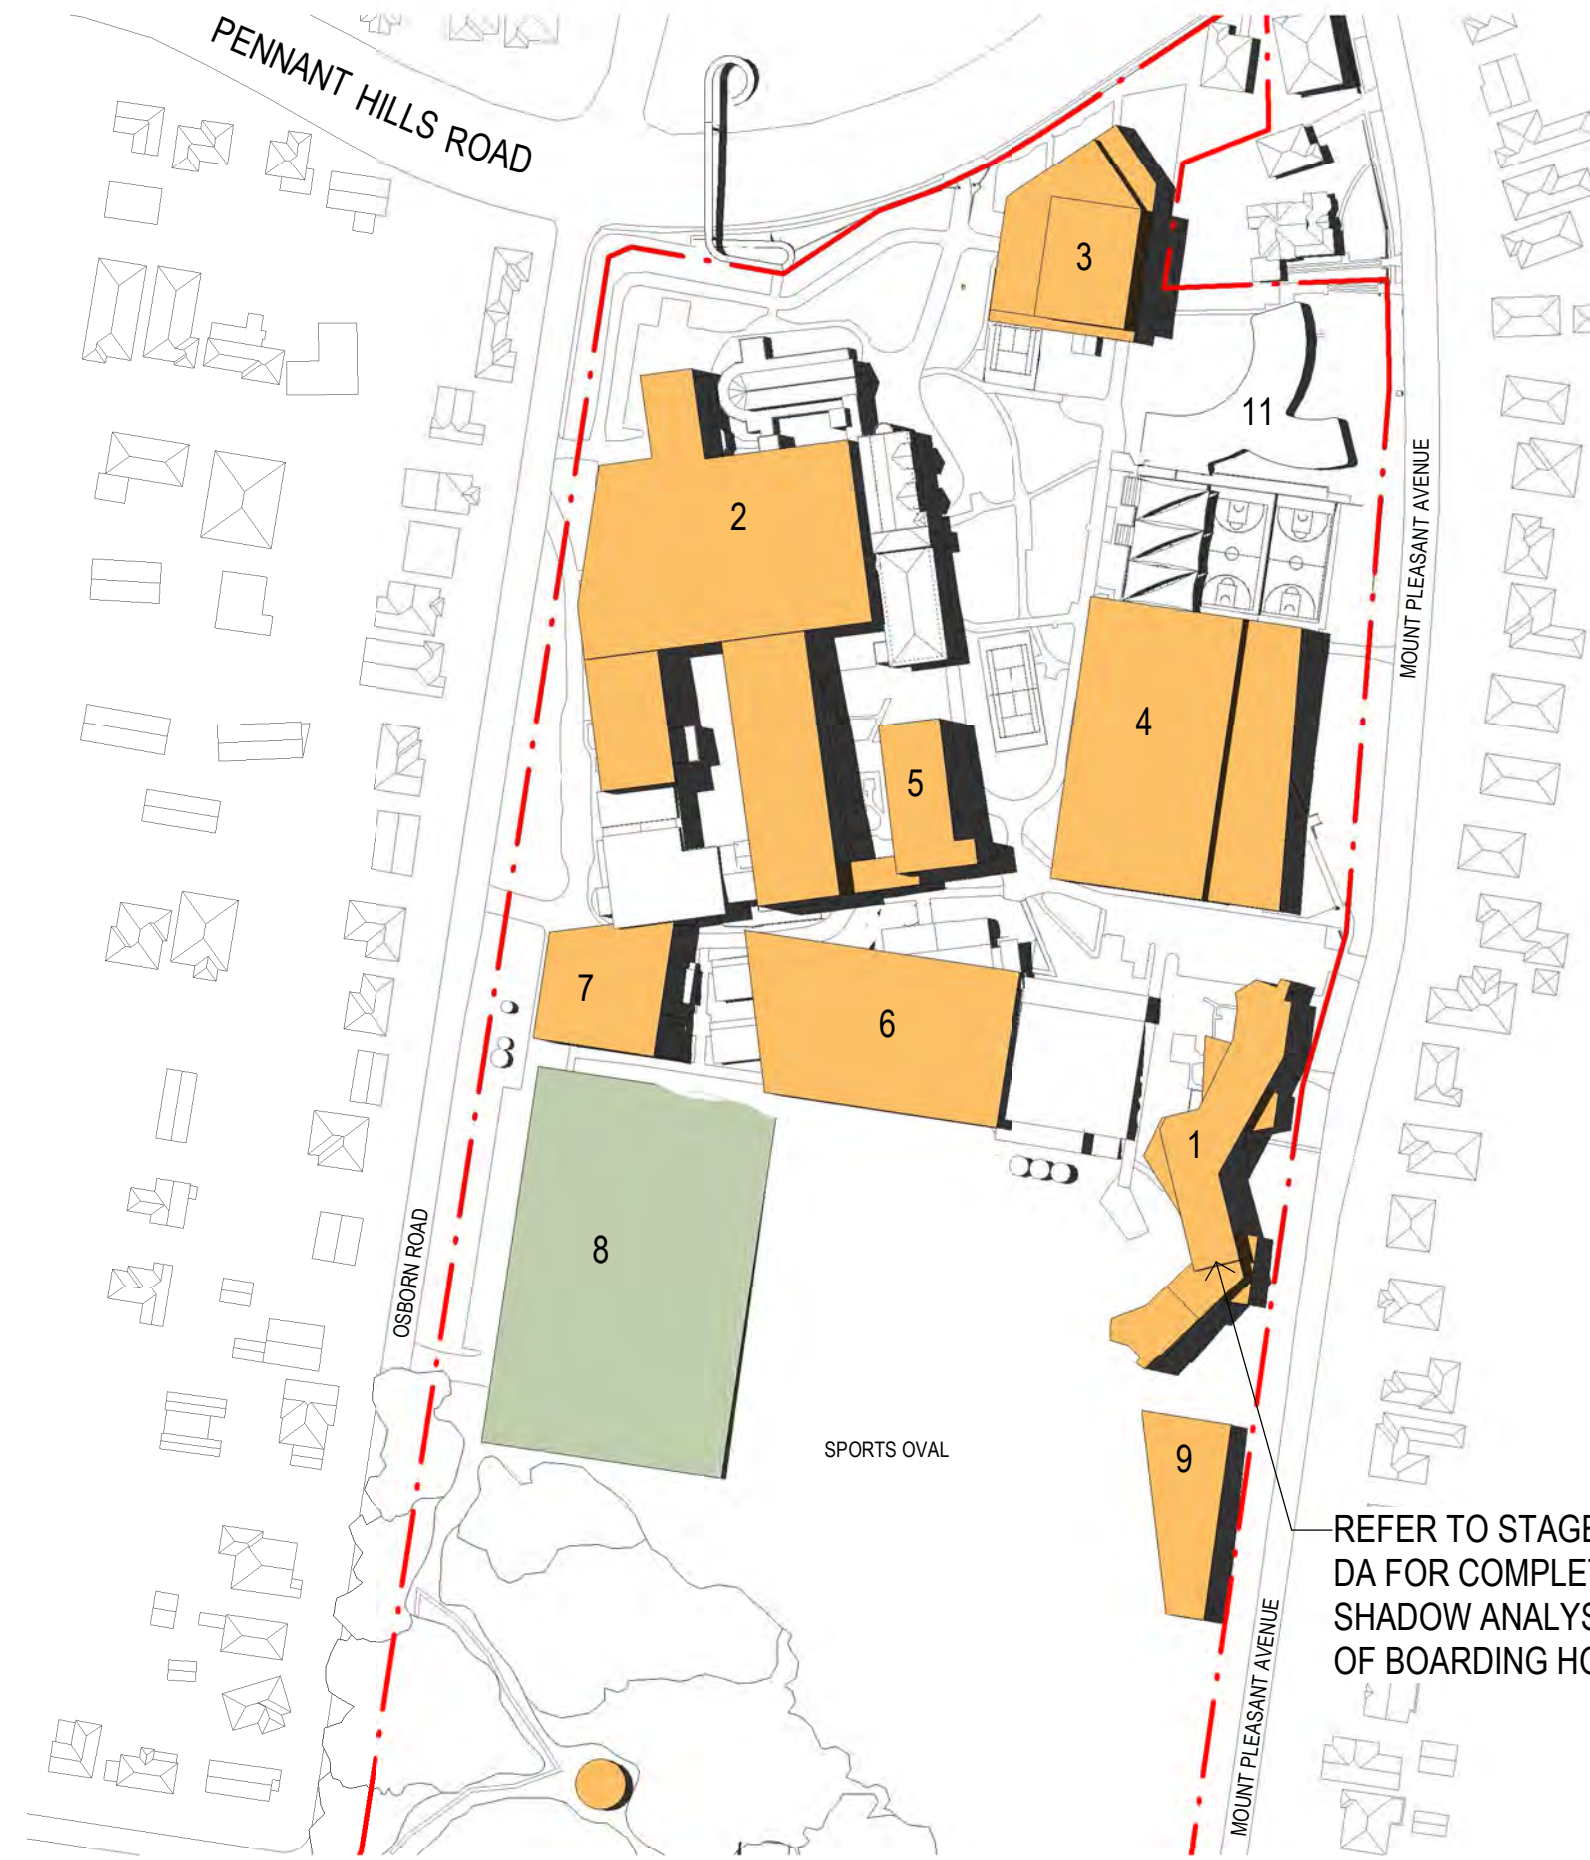 PENNANT HILLS ROAD
3
11
2
MOUNT PLEASANT AVENUE
4
5
7
6
1
8
OSBORN ROAD
SPORTS OVAL
9
REFER TO STAGE
DA FOR COMPLET
SHADOW ANALYS
OF BOARDING HO
MOUNT PLEASANT AVENUE